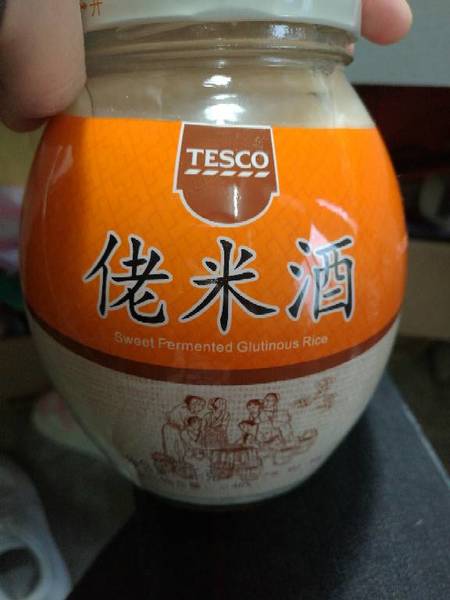 TESCO
佬米酒
Sweet Fermented Glutinous Rice